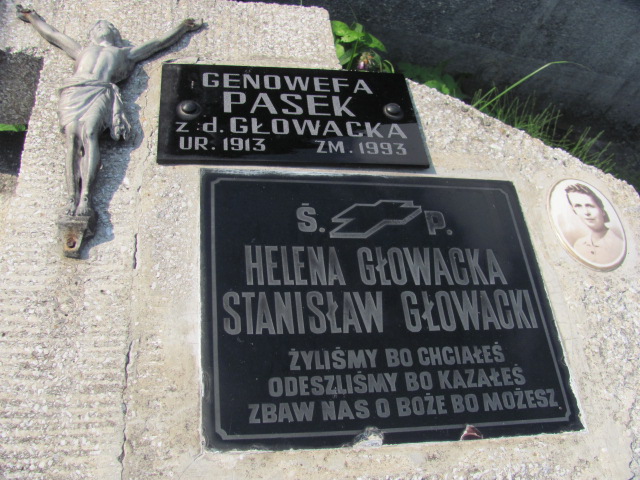 GENOWEFA
PASEK
z.d. GŁOWACKA
UR. 1913 ZM. 1993
Ś. P.
HELENA GŁOWACKA
STANISŁAW GŁOWACKI
ŻYLIŚMY BO CHCIAŁEŚ
ODESZLIŚMY BO KAZAŁEŚ
ZBAW NAS O BOŻE BO MOŻESZ